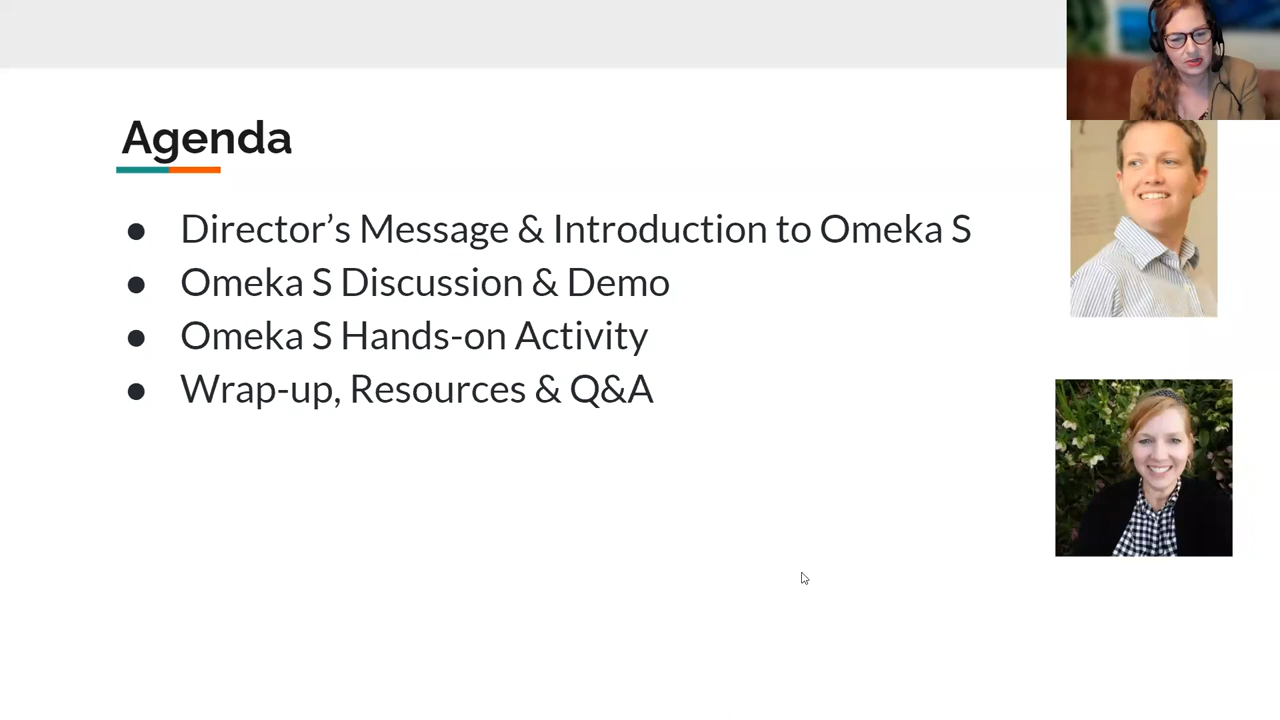 Agenda
● Director’s Message & Introduction to Omeka S
● Omeka S Discussion & Demo
● Omeka S Hands-on Activity
● Wrap-up, Resources & Q&A